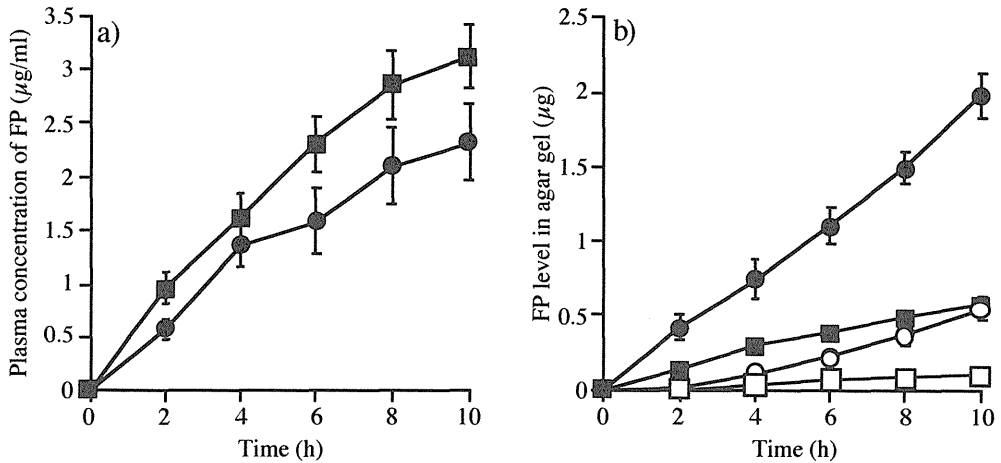 a)
Plasma concentration of FP (μg/ml)
3.5
3
2.5
2
1.5
1
0.5
0
0 2 4 6 8 10
Time (h)
b)
FP level in agar gel (μg)
2.5
2
1.5
1
0.5
0
0 2 4 6 8 10
Time (h)